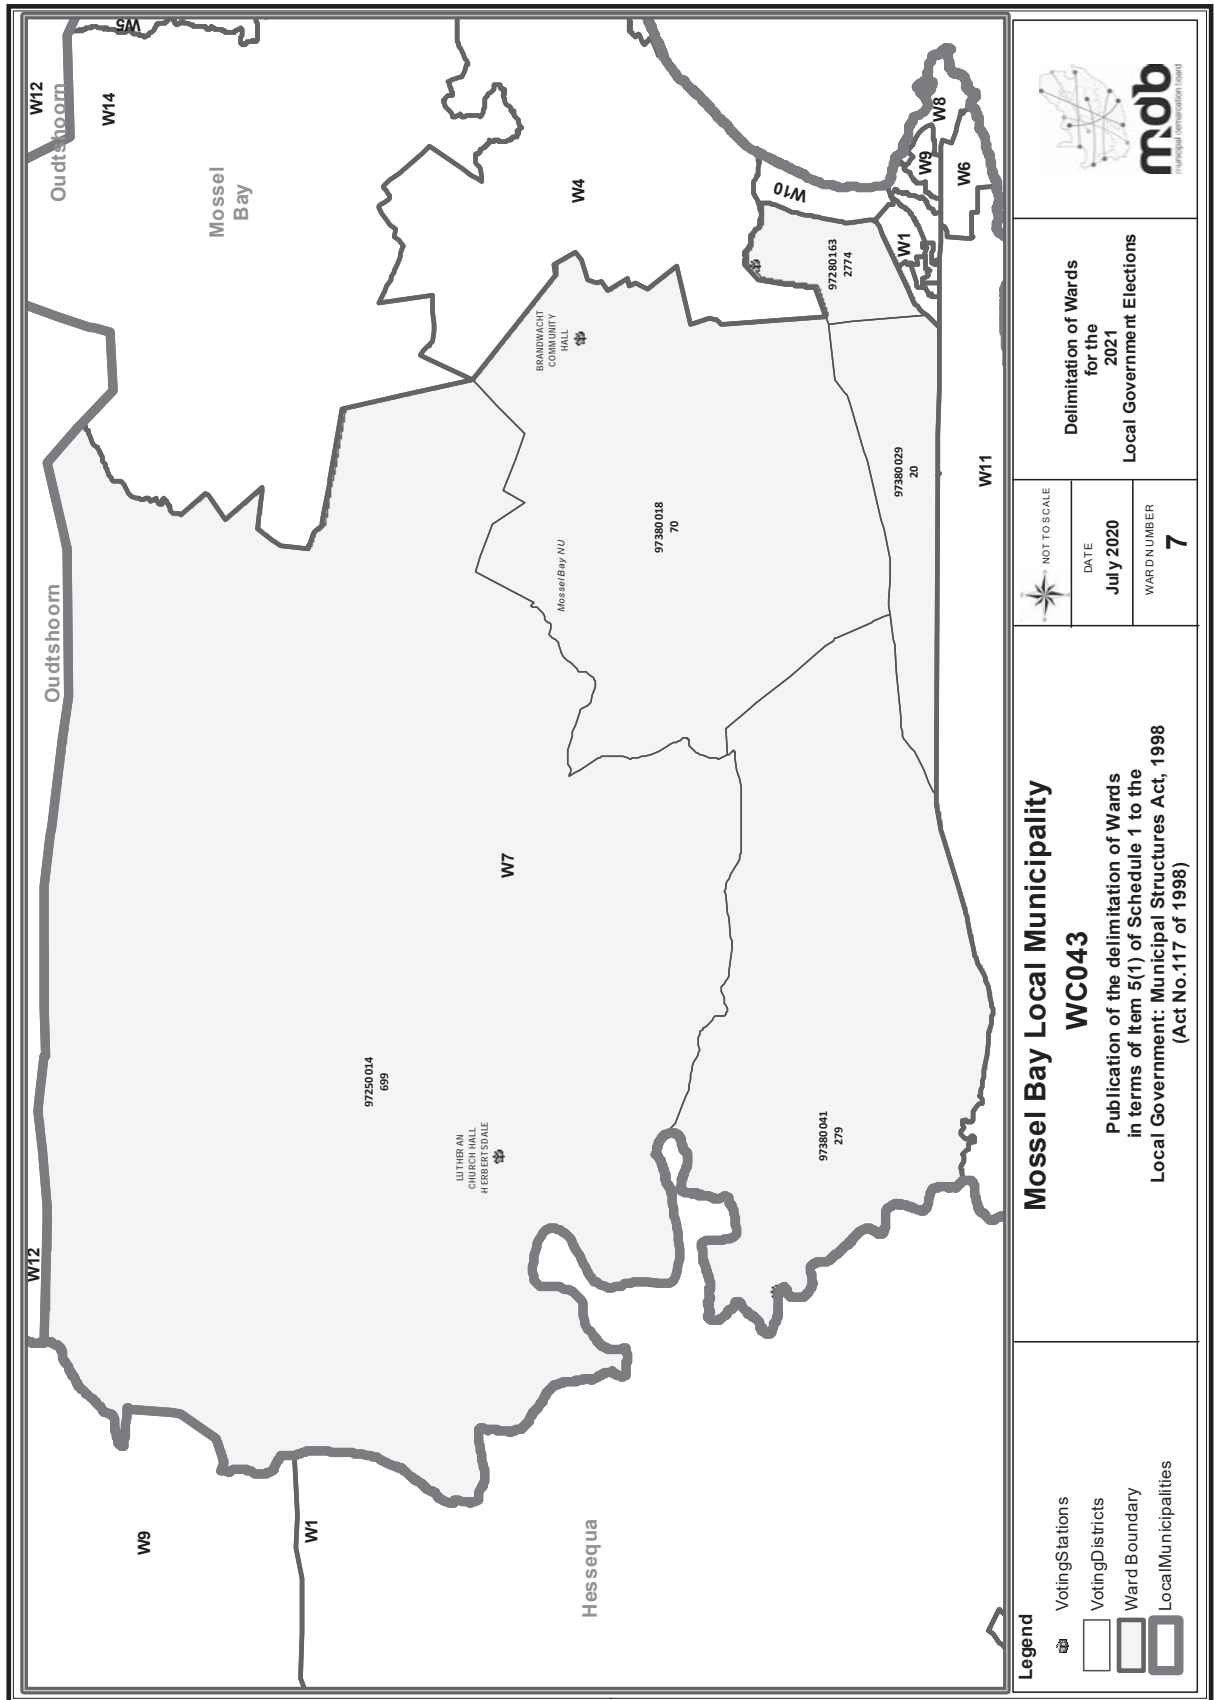 W12
W5
Oudtshoorn
W14
Mossel
Bay
W4
W10
W8
W9
W6
W1
97280163
2774
BRANDWACHT
COMMUNITY
HALL
97380029
20
W11
97380018
70
MosselBay NU
Oudtshoorn
W7
97250014
699
LUTHERAN
CHURCH HALL
HERBERTSDALE
97380041
279
W12
W9
W1
Hessequa
Legend
VotingStations
VotingDistricts
Ward Boundary
LocalMunicipalities
Mossel Bay Local Municipality
WC043
Publication of the delimitation of Wards
in terms of Item 5(1) of Schedule 1 to the
Local Government: Municipal Structures Act, 1998
(Act No.117 of 1998)
NOT TO SCALE
DATE
July 2020
WARD NUMBER
7
Delimitation of Wards
for the
2021
Local Government Elections
mdb
municipal demarcation board